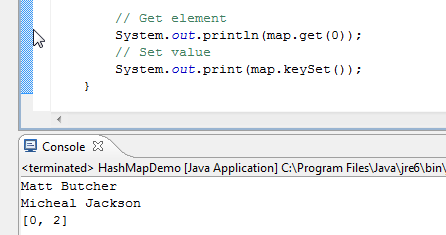 // Get element
System.out.println(map.get(0));
// Set value
System.out.print(map.keySet());
}
Console
<terminated> HashMapDemo [Java Application] C:\Program Files\Java\jre6\bin\
Matt Butcher
Micheal Jackson
[0, 2]